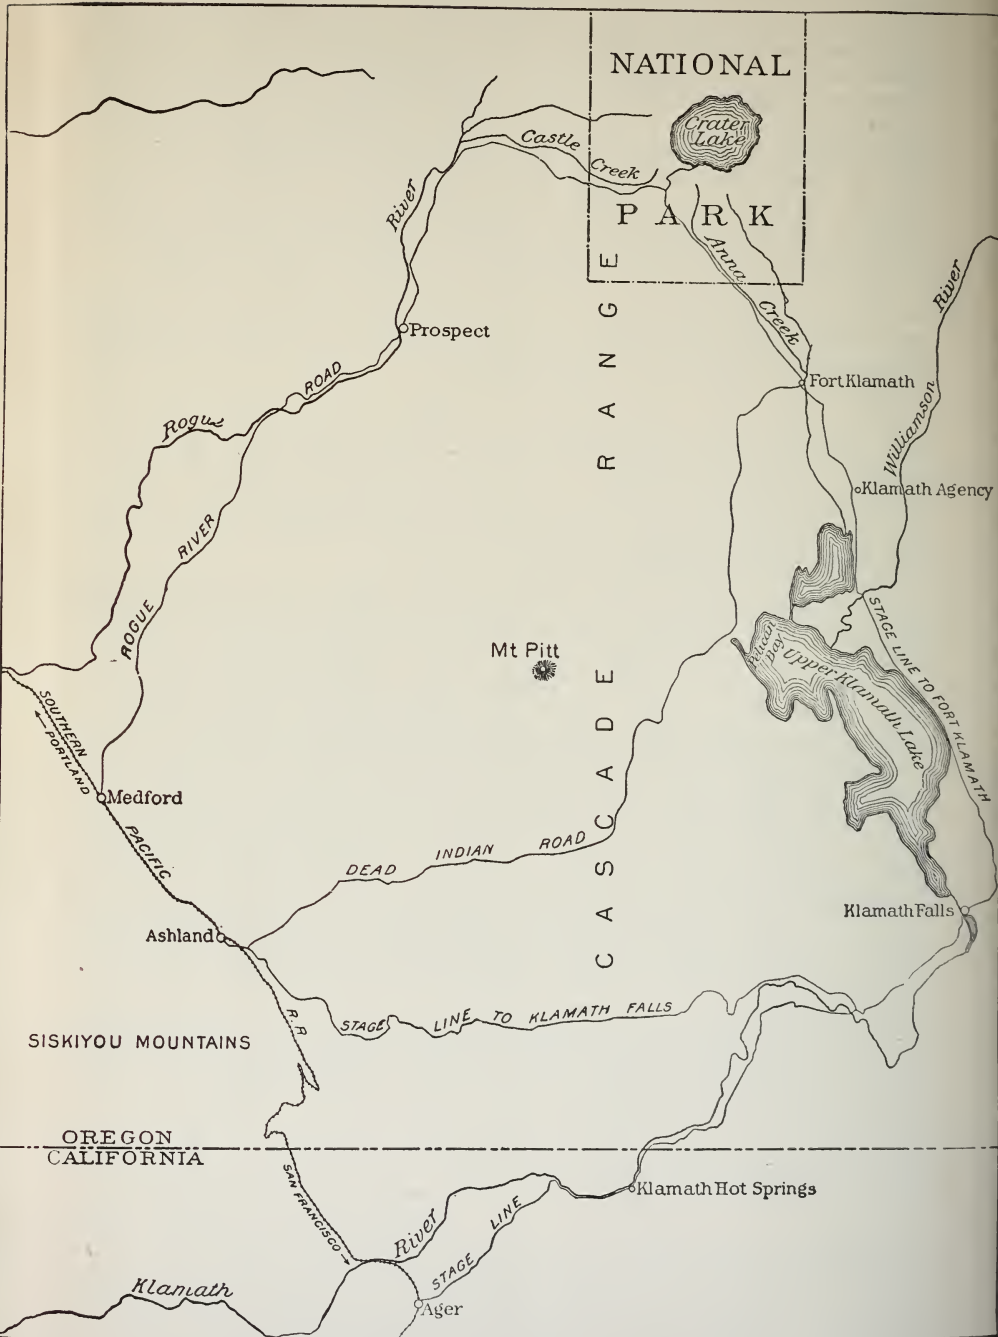 NATIONAL
Crater
Lake
PARK
Castle
Creek
River
Anna
Creek
River
Prospect
ROAD
Fort Klamath
Rogue
Williamson
Klamath Agency
RIVER
ROGUE
STAGE LINE TO FORT KLAMATH
Pelican
Bay
Upper Klamath Lake
Mt Pitt
CASCADE RANGE
SOUTHERN
PORTLAND
Medford
PACIFIC
DEAD INDIAN ROAD
Klamath Falls
Ashland
R.R
STAGE LINE TO KLAMATH FALLS
SISKIYOU MOUNTAINS
OREGON
CALIFORNIA
SAN FRANCISCO
Klamath Hot Springs
River
STAGE LINE
Klamath
Ager